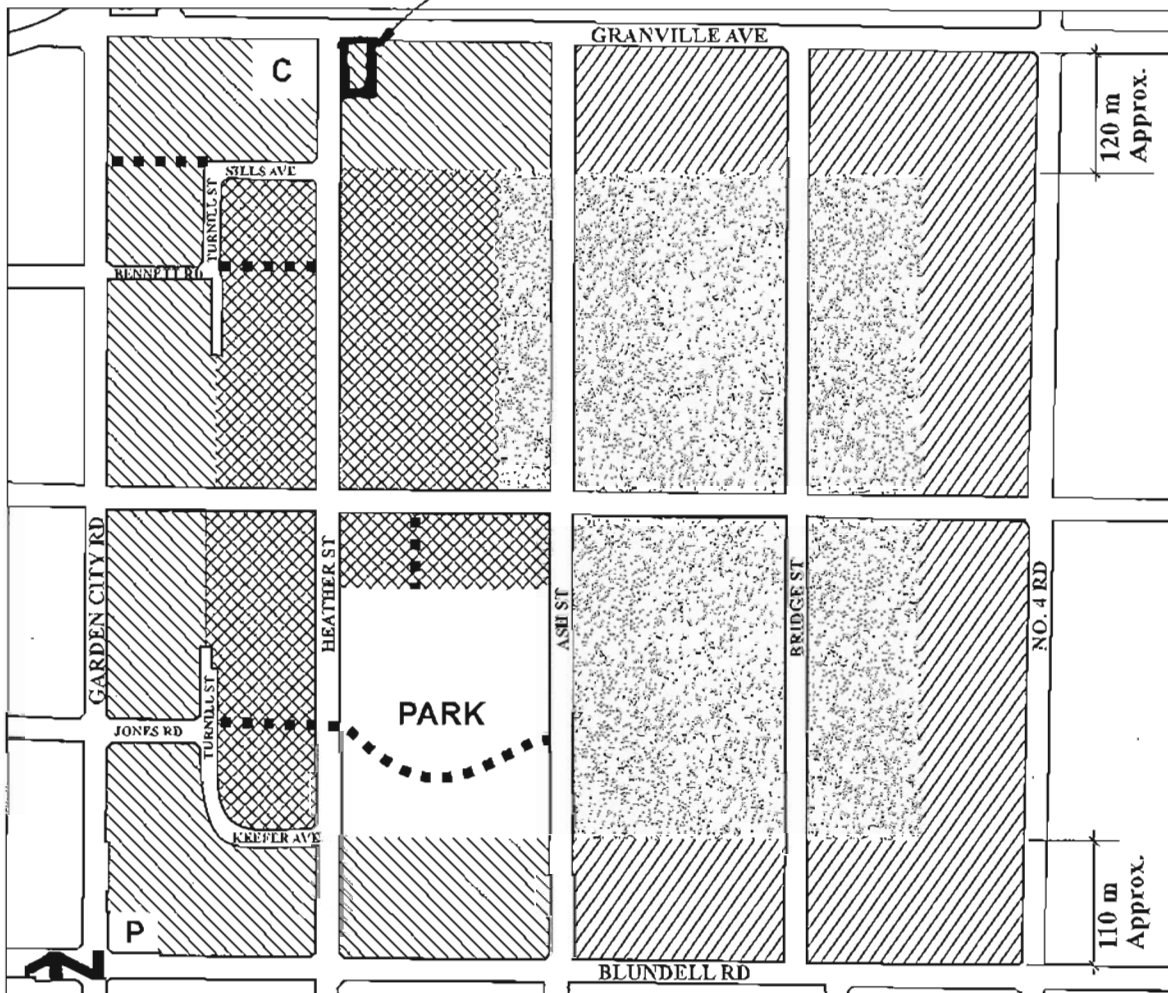 GRANVILLE AVE
C
120 m
Approx.
SILLS AVE
TURNILL ST
BENNETT RD
GARDEN CITY RD
HEATHER ST
ASH ST
BRIDGE ST
NO. 4 RD
PARK
TURNILL ST
JONES RD
KEEFER AVE
P
110 m
Approx.
BLUNDELL RD